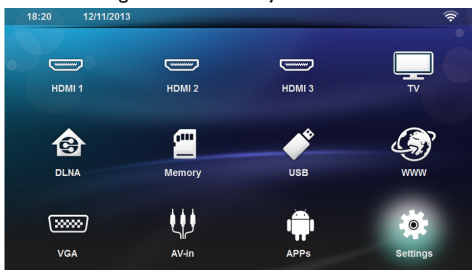 18:20 12/11/2013
HDMI 1 HDMI 2 HDMI 3 TV
DLNA Memory USB WWW
VGA AV-in APPs Settings